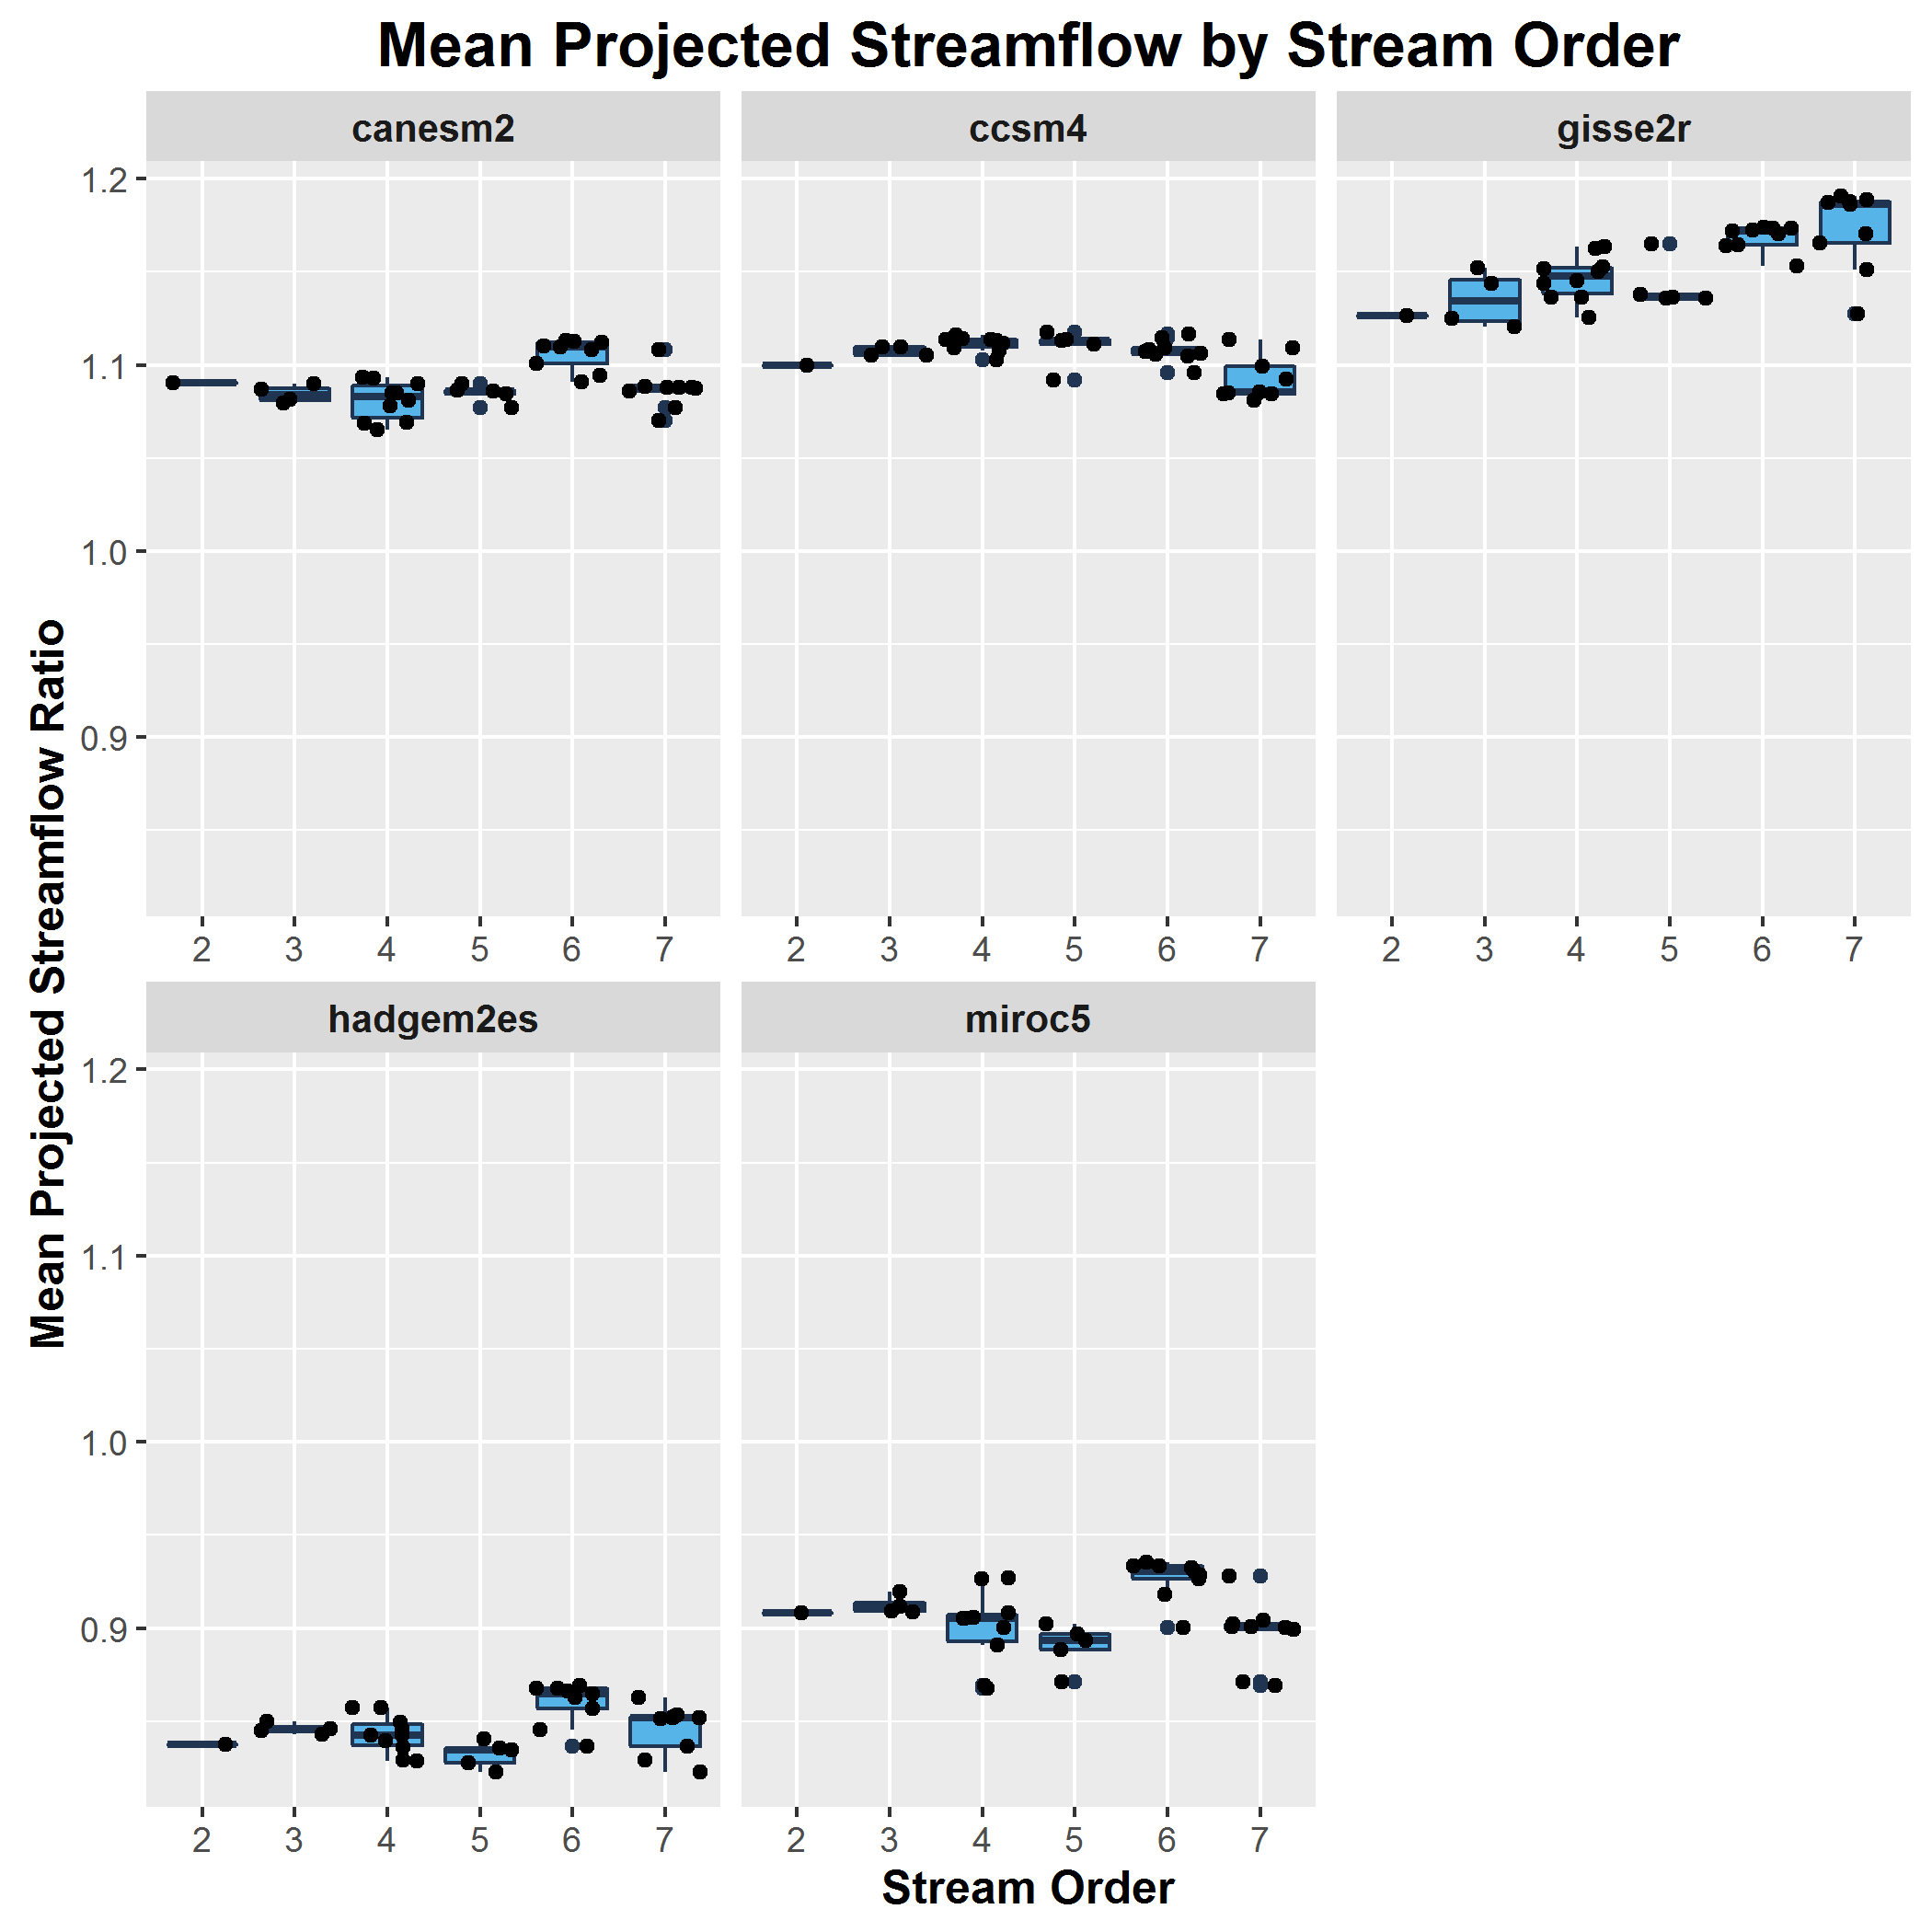 Mean Projected Streamflow by Stream Order
canesm2 ccsm4 gisse2r
1.2
1.1
1.0
0.9
2 3 4 5 6 7 2 3 4 5 6 7 2 3 4 5 6 7
Mean Projected Streamflow Ratio
hadgem2es miroc5
1.2
1.1
1.0
0.9
2 3 4 5 6 7 2 3 4 5 6 7
Stream Order